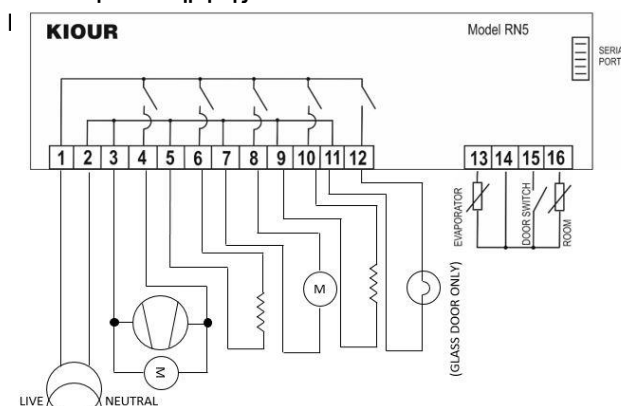 KIOUR
Model RN5
SERIA
PORT
1 2 3 4 5 6 7 8 9 10 11 12
13 14 15 16
EVAPORATOR
DOOR SWITCH
ROOM
M
M
(GLASS DOOR ONLY)
LIVE
NEUTRAL